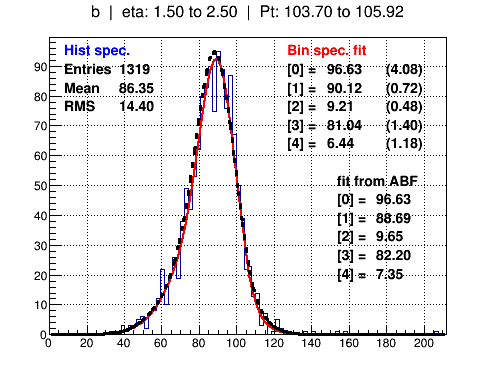 b | eta: 1.50 to 2.50 | Pt: 103.70 to 105.92
Hist spec.
Entries 1319
Mean 86.35
RMS 14.40
Bin spec. fit
[0] = 96.63 (4.08)
[1] = 90.12 (0.72)
[2] = 9.21 (0.48)
[3] = 81.04 (1.40)
[4] = 6.44 (1.18)
fit from ABF
[0] = 96.63
[1] = 88.69
[2] = 9.65
[3] = 82.20
[4] = 7.35
90
80
70
60
50
40
30
20
10
0
0 20 40 60 80 100 120 140 160 180 200